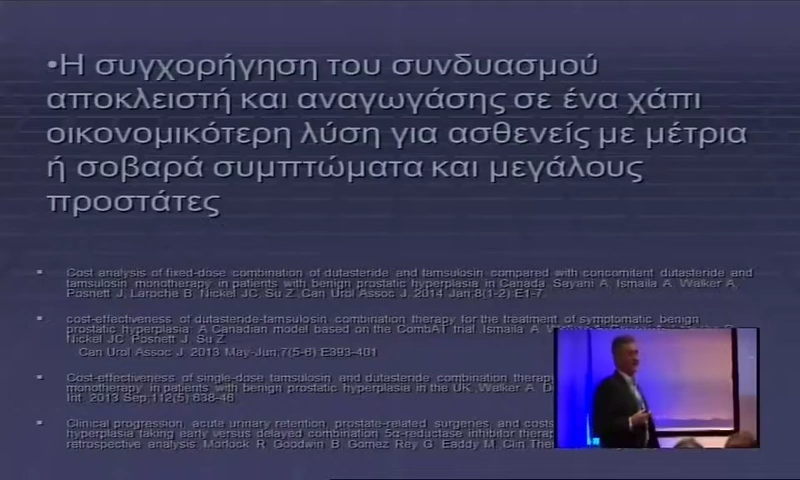 •Η συγχορήγηση του συνδυασμού
αποκλειστή και αναγωγάσης σε ένα χάπι
οικονομικότερη λύση για ασθενείς με μέτρια
ή σοβαρά συμπτώματα και μεγάλους
προστάτες
Cost analysis of fixed-dose combination of dutasteride and tamsulosin compared with concomitant dutasteride and
tamsulosin monotherapy in patients with benign prostatic hyperplasia in Canada. Sayani A, Ismaila A, Walker A,
Posnett J, Laroche B, Nickel JC, Su Z. Can Urol Assoc J. 2014 Jan;8(1-2) E1-7.
cost-effectiveness of dutasteride-tamsulosin combination therapy for the treatment of symptomatic benign
prostatic hyperplasia: A Canadian model based on the CombAT trial. Ismaila A,
Nickel JC, Posnett J, Su Z.
Can Urol Assoc J. 2013 May-Jun;7(5-6) E393-401
Cost-effectiveness of single-dose tamsulosin and dutasteride combination
monotherapy in patients with benign prostatic hyperplasia in the UK. Walker A,
Int. 2013 Sep;112(5) 638-46.
Clinical progression, acute urinary retention, prostate-related surgeries, and costs
hyperplasia taking early versus delayed combination 5α-reductase inhibitor
retrospective analysis. Morlock R, Goodwin B, Gomez Rey G, Eaddy M. Clin